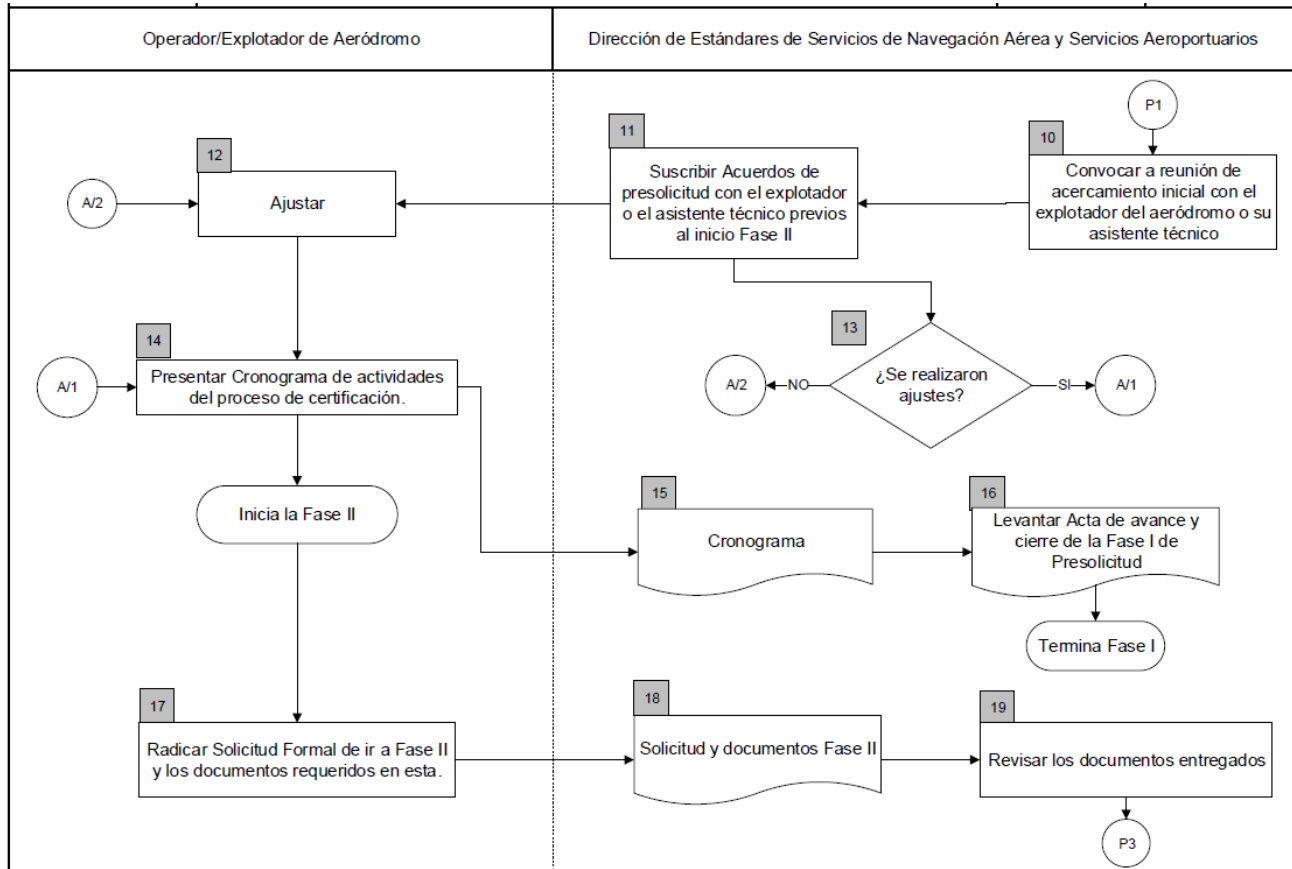 Operador/Explotador de Aeródromo
Dirección de Estándares de Servicios de Navegación Aérea y Servicios Aeroportuarios
P1
10
Convocar a reunión de
acercamiento inicial con el
explotador del aeródromo o su
asistente técnico
11
Suscribir Acuerdos de
presolicitud con el explotador
o el asistente técnico previos
al inicio Fase II
12
Ajustar
A/2
13
¿Se realizaron
ajustes?
NO
A/2
SI
A/1
14
Presentar Cronograma de actividades
del proceso de certificación.
A/1
Inicia la Fase II
15
Cronograma
16
Levantar Acta de avance y
cierre de la Fase I de
Presolicitud
Termina Fase I
17
Radicar Solicitud Formal de ir a Fase II
y los documentos requeridos en esta.
18
Solicitud y documentos Fase II
19
Revisar los documentos entregados
P3